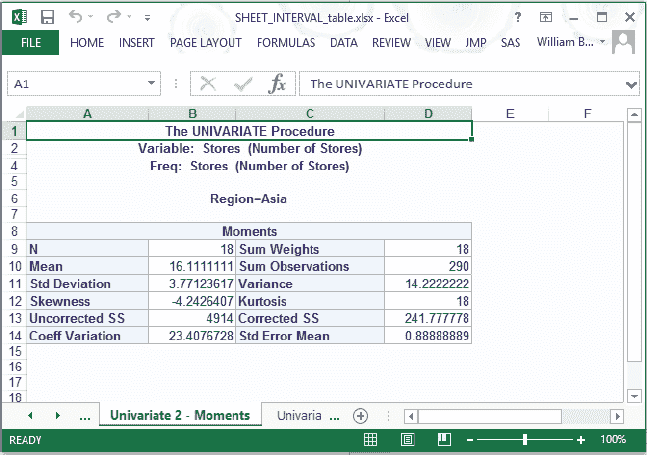 SHEET_INTERVAL_table.xlsx - Excel
FILE HOME INSERT PAGE LAYOUT FORMULAS DATA REVIEW VIEW JMP SAS William B...
A1 fx The UNIVARIATE Procedure
A B C D E F
1 The UNIVARIATE Procedure
2 Variable: Stores (Number of Stores)
4 Freq: Stores (Number of Stores)
5
6 Region=Asia
7
8 Moments
9 N 18 Sum Weights 18
10 Mean 16.1111111 Sum Observations 290
11 Std Deviation 3.77123617 Variance 14.2222222
12 Skewness -4.2426407 Kurtosis 18
13 Uncorrected SS 4914 Corrected SS 241.777778
14 Coeff Variation 23.4076728 Std Error Mean 0.88888889
15
16
17
18
... Univariate 2 - Moments Univaria ...
READY 100%